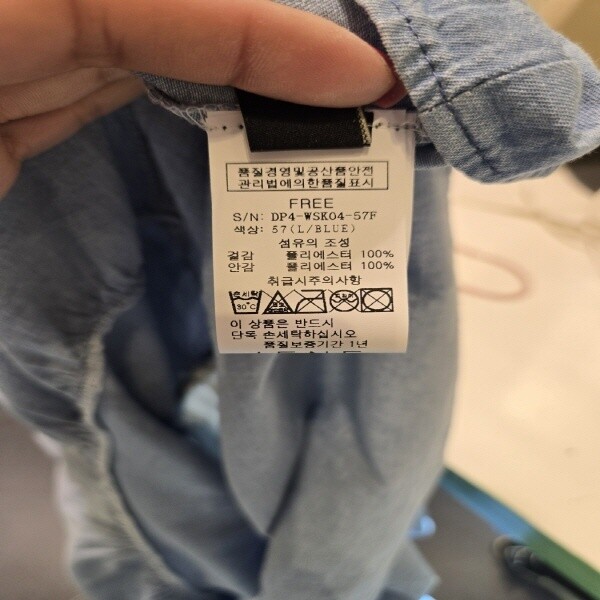 품질경영및공산품안전
관리법에의한품질표시
FREE
S/N: DP4-WSK04-57F
색상: 57(L/BLUE)
섬유의 조성
겉감 폴리에스터 100%
안감 폴리에스터 100%
취급시주의사항
손세탁
30°C
이 상품은 반드시
단독 손세탁하십시오
품질보증기간 1년